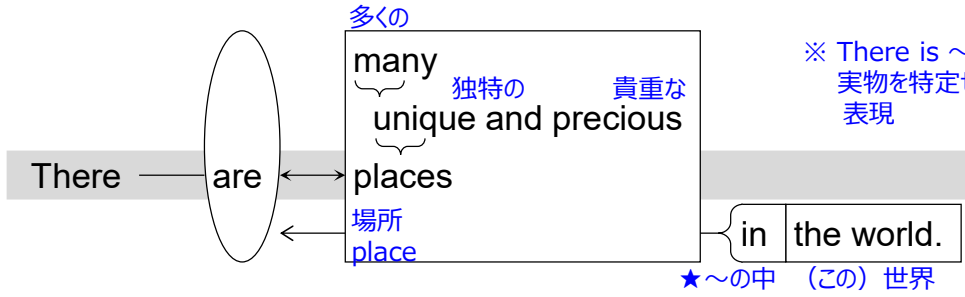 多くの
many
※ There is ~
独特の 貴重な
実物を特定せ
unique and precious
表現
There are places
場所
place
in the world.
★~の中 （この）世界